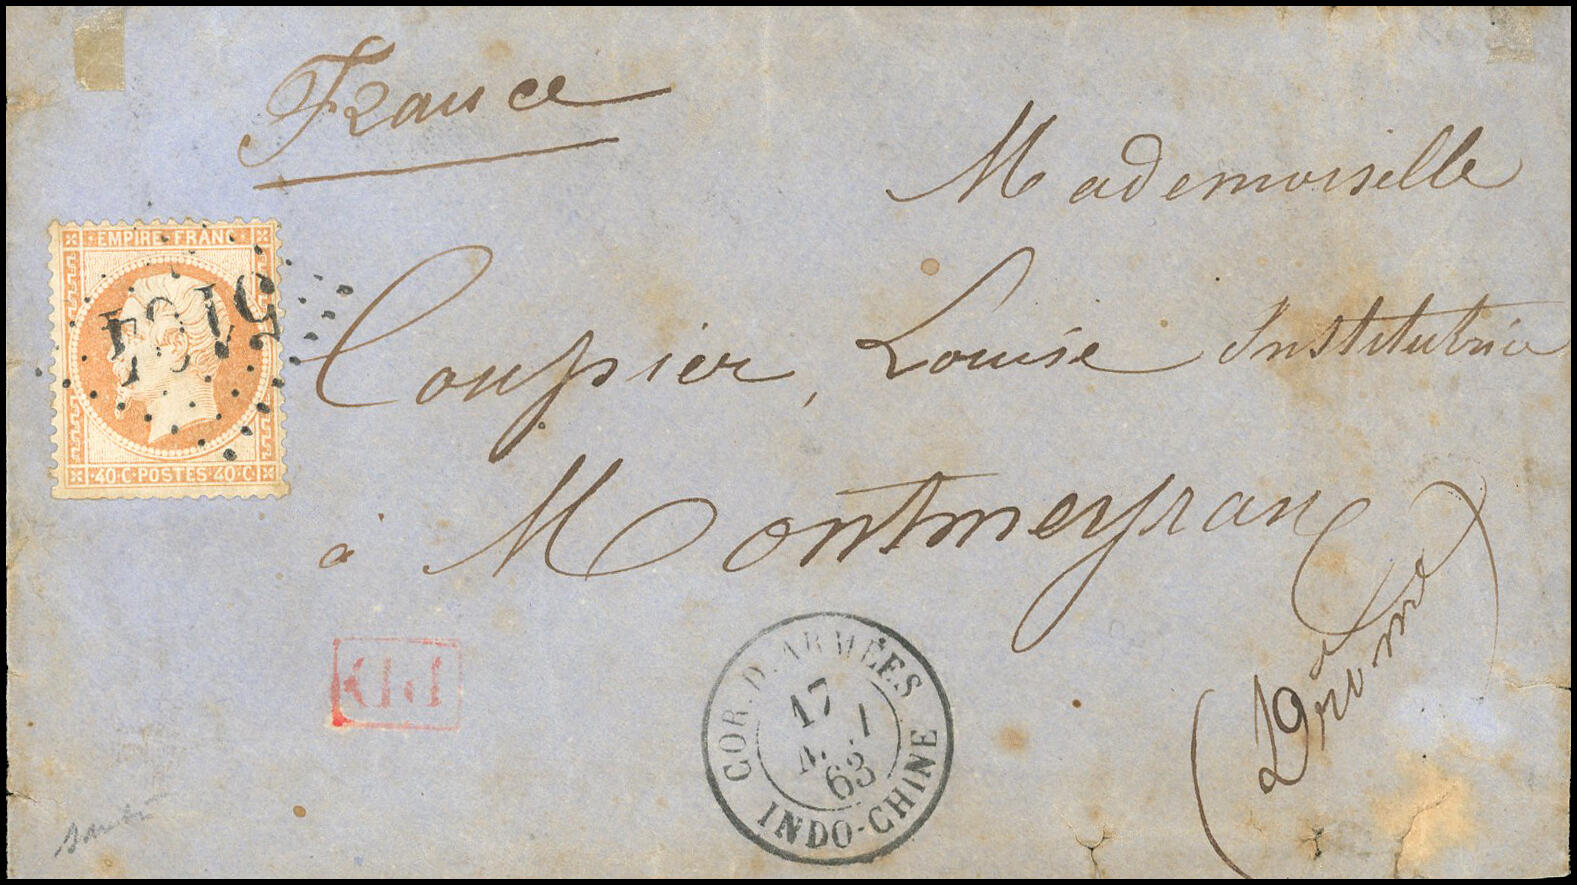 France
Mademoiselle
EMPIRE FRANC
5104
40·C·POSTES·40·C·
Coupier, Louise Institutrice
à Montmeyran
(Drôme)
PD
COR. D. ARMÉES
17
63
INDO-CHINE